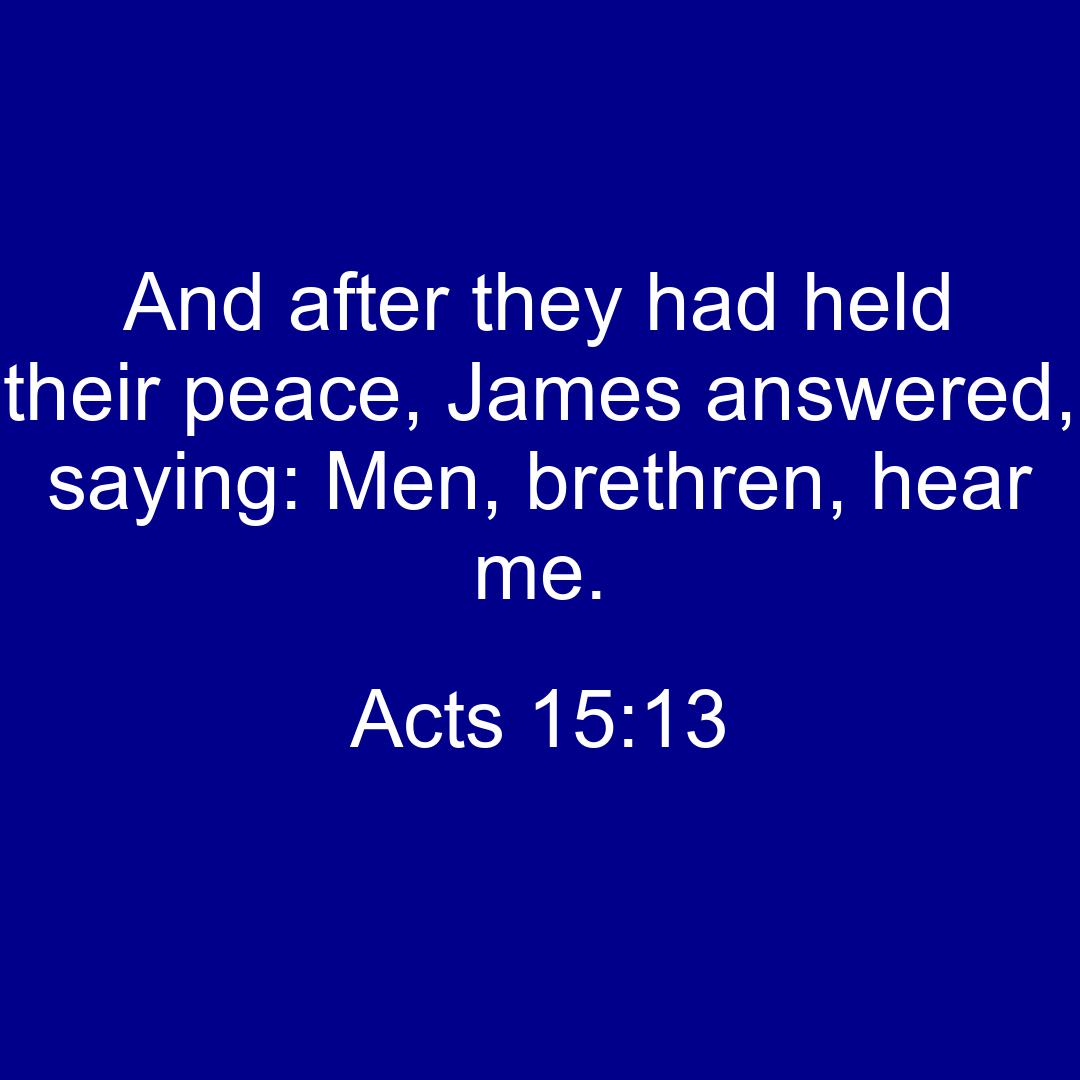 And after they had held
their peace, James answered,
saying: Men, brethren, hear
me.
Acts 15:13